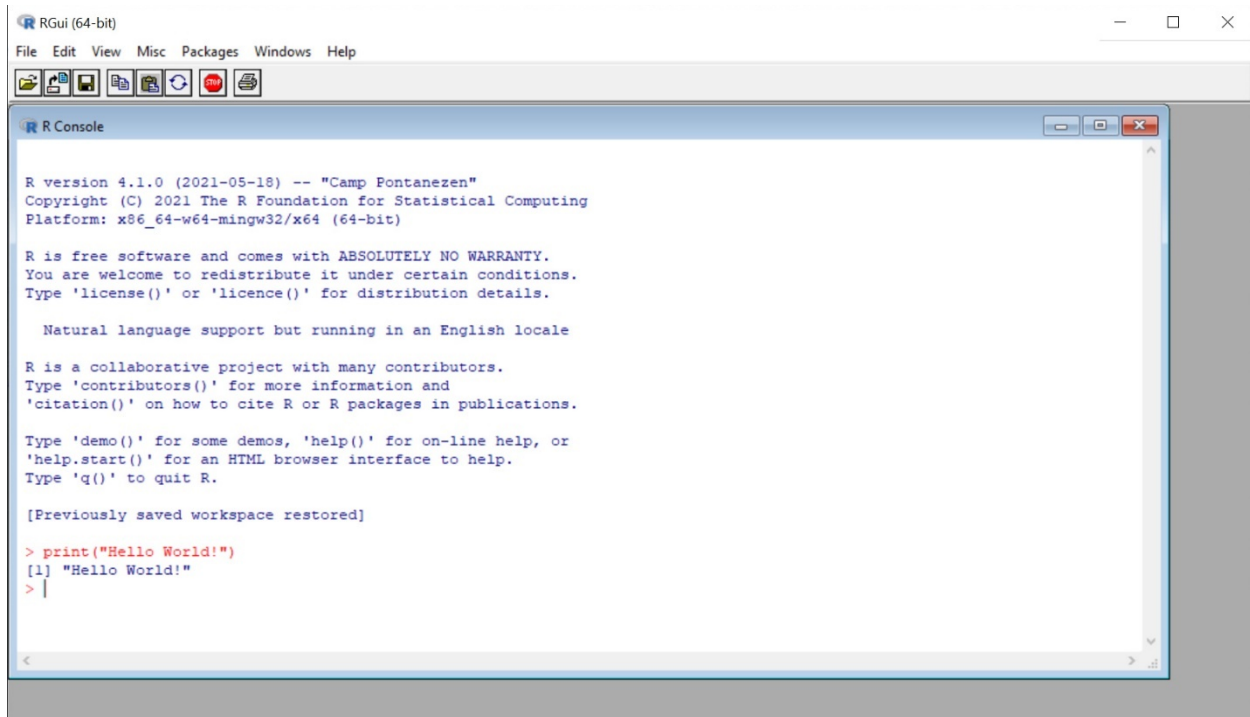 RGui (64-bit)
File Edit View Misc Packages Windows Help
STOP
R Console
R version 4.1.0 (2021-05-18) -- "Camp Pontanezen"
Copyright (C) 2021 The R Foundation for Statistical Computing
Platform: x86_64-w64-mingw32/x64 (64-bit)
R is free software and comes with ABSOLUTELY NO WARRANTY.
You are welcome to redistribute it under certain conditions.
Type 'license()' or 'licence()' for distribution details.
Natural language support but running in an English locale
R is a collaborative project with many contributors.
Type 'contributors()' for more information and
'citation()' on how to cite R or R packages in publications.
Type 'demo()' for some demos, 'help()' for on-line help, or
'help.start()' for an HTML browser interface to help.
Type 'q()' to quit R.
[Previously saved workspace restored]
> print("Hello World!")
[1] "Hello World!"
>